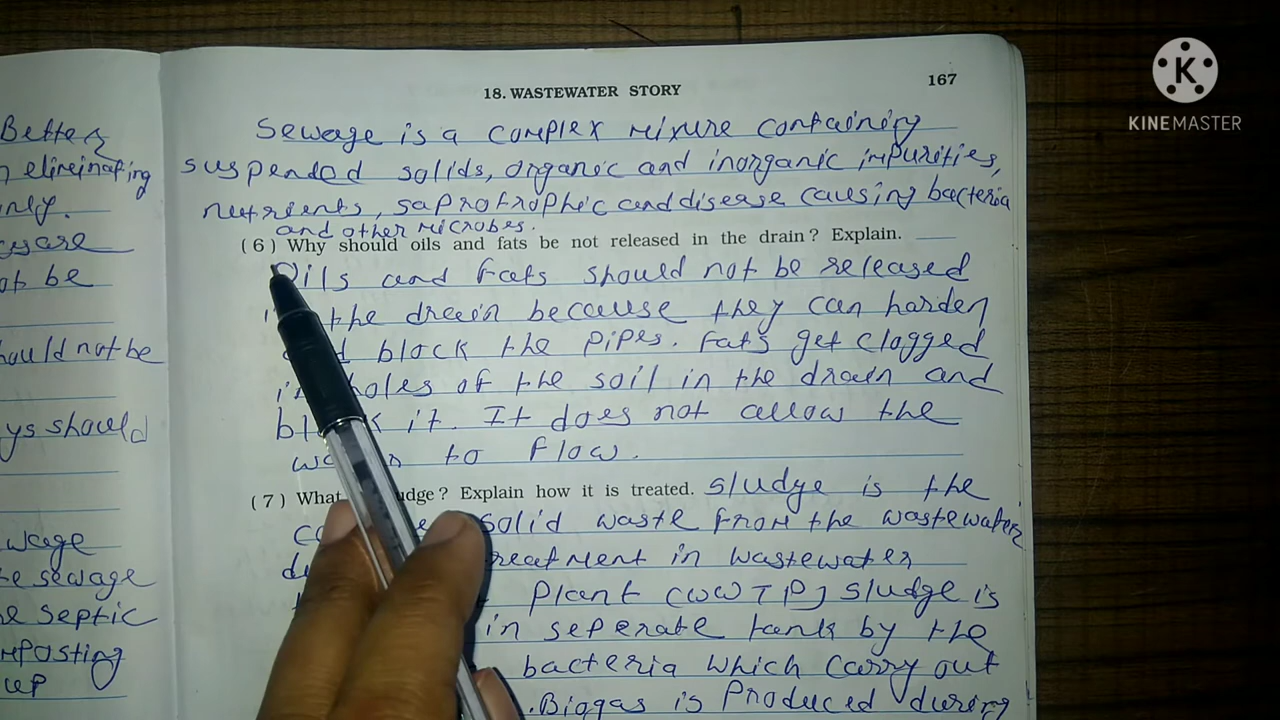 K
KINEMASTER
Better
elireinating
nly.
are
ot be
hould not be
ys should
wage
te sewage
e septic
mposting
up
18. WASTEWATER STORY
167
Sewage is a complex mixure containing
suspended solids, organic and inorganic impurities,
nutrients, saprotrophic and disease causing bacteria
and other microbes.
(6) Why should oils and fats be not released in the drain? Explain.
Oils and fats should not be released
the drain because they can harden
block the pipes. Fats get clogged
holes of the soil in the drain and
it. It does not allow the
to flow.
(7) What udge? Explain how it is treated. sludge is the
solid waste from the wastewater
reatment in wastewater
Plant (WWTP) sludge is
in seperate tank by the
bacteria which carry out
. Biggas is Produced during